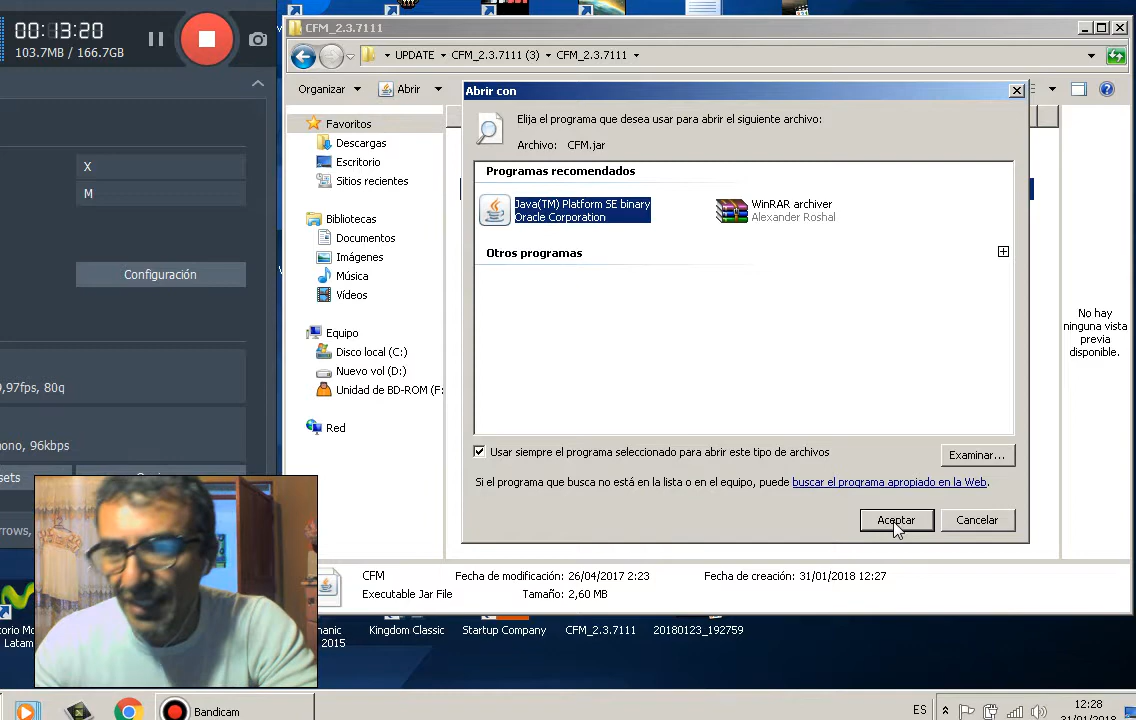 00:13:20
103.7MB / 166.7GB
X
M
Configuración
,97fps, 80q
ono, 96kbps
sets
rrows,
CFM_2.3.7111
UPDATE
CFM_2.3.7111 (3)
CFM_2.3.7111
Organizar
Abrir
Favoritos
Descargas
Escritorio
Sitios recientes
Bibliotecas
Documentos
Imágenes
Música
Vídeos
Equipo
Disco local (C:)
Nuevo vol (D:)
Unidad de BD-ROM (F:
Red
Abrir con
Elija el programa que desea usar para abrir el siguiente archivo:
Archivo: CFM.jar
Programas recomendados
Java(TM) Platform SE binary
Oracle Corporation
WinRAR archiver
Alexander Roshal
Otros programas
Usar siempre el programa seleccionado para abrir este tipo de archivos
Examinar...
Si el programa que busca no está en la lista o en el equipo, puede buscar el programa apropiado en la Web.
Aceptar
Cancelar
No hay
ninguna vista
previa
disponible.
CFM
Fecha de modificación: 26/04/2017 2:23
Fecha de creación: 31/01/2018 12:27
Executable Jar File
Tamaño: 2,60 MB
orio Mo
Latam
hanic
2015
Kingdom Classic
Startup Company
CFM_2.3.7111
20180123_192759
Bandicam
ES
12:28
31/01/2018